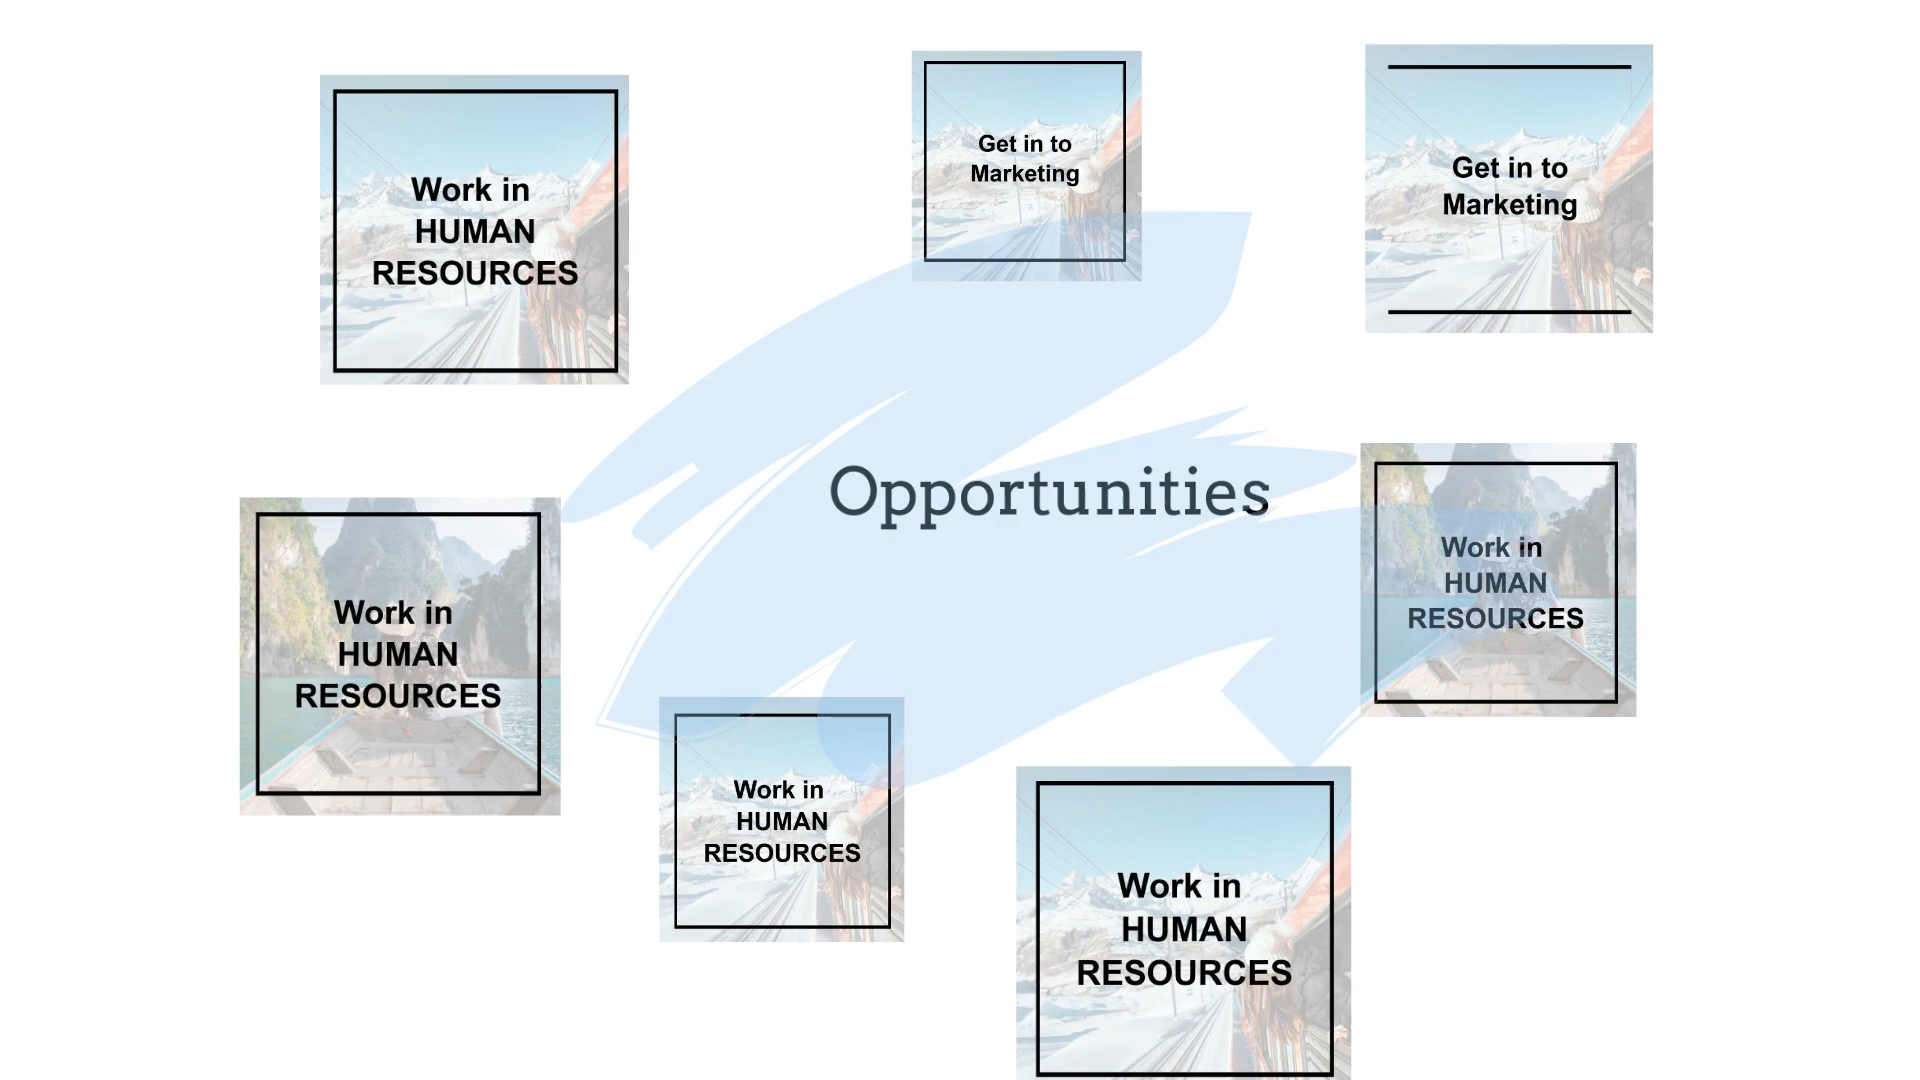 Work in
HUMAN
RESOURCES
Get in to
Marketing
Get in to
Marketing
Opportunities
Work in
HUMAN
RESOURCES
Work in
HUMAN
RESOURCES
Work in
HUMAN
RESOURCES
Work in
HUMAN
RESOURCES